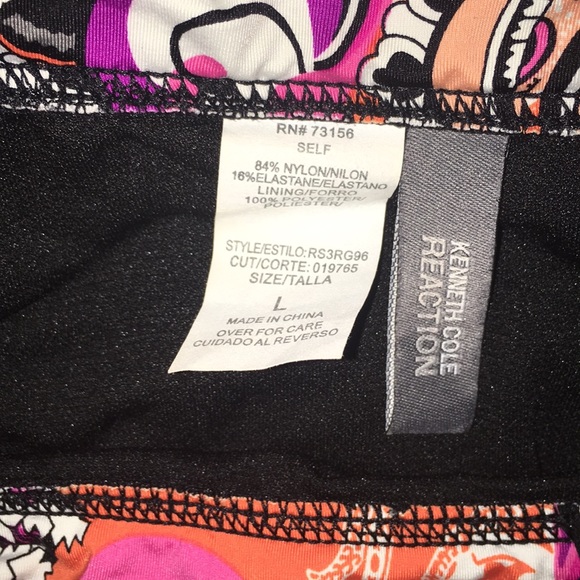 RN# 73156
SELF
84% NYLON/NILON
16%ELASTANE/ELASTANO
LINING/FORRO
100% POLYESTER/
POLIESTER/
STYLE/ESTILO:RS3RG96
CUT/CORTE: 019765
SIZE/TALLA
L
MADE IN CHINA
OVER FOR CARE
CUIDADO AL REVERSO
KENNETH COLE
REACTION